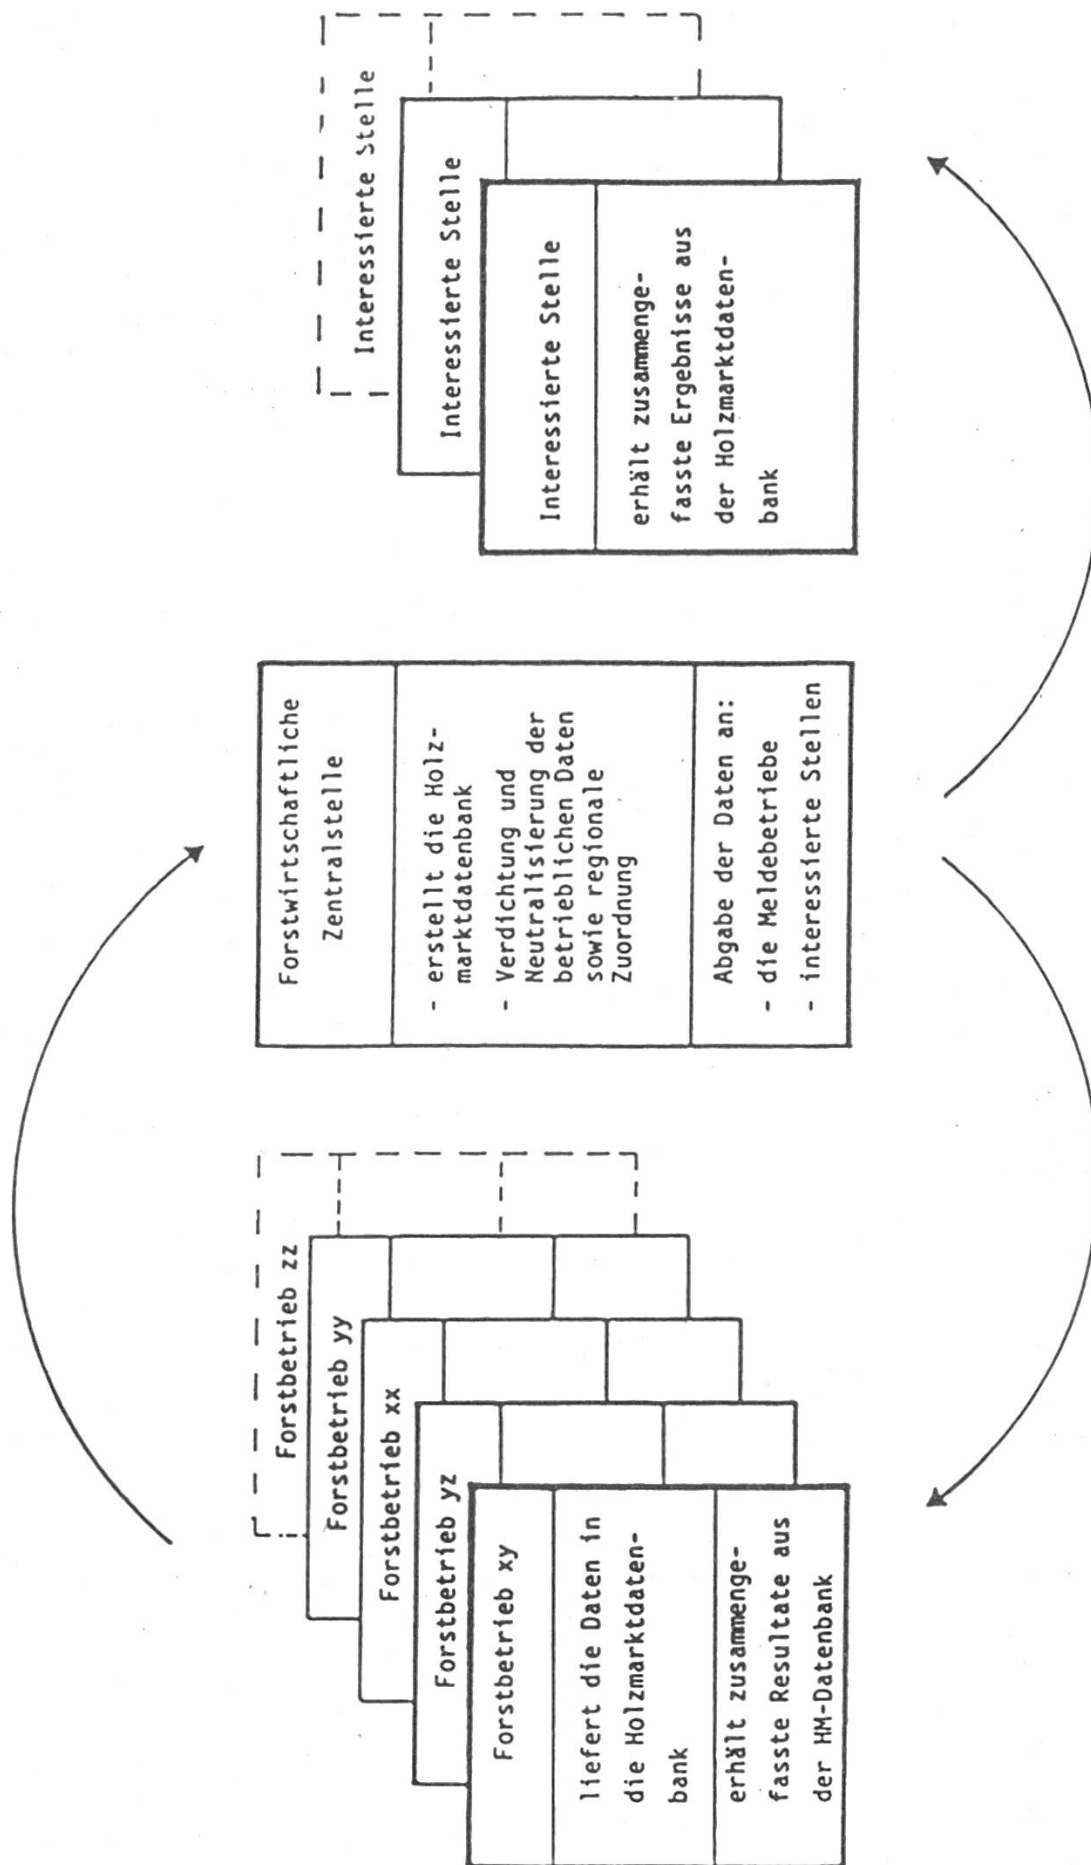 Forstbetrieb zz
Forstbetrieb yy
Forstbetrieb xx
Forstbetrieb yz
Forstbetrieb xy
liefert die Daten in
die Holzmarktdaten-
bank
erhält zusammenge-
fasste Resultate aus
der HM-Datenbank
Forstwirtschaftliche
Zentralstelle
- erstellt die Holz-
marktdatenbank
- Verdichtung und
Neutralisierung der
betrieblichen Daten
sowie regionale
Zuordnung
Abgabe der Daten an:
- die Meldebetriebe
- interessierte Stellen
Interessierte Stelle
Interessierte Stelle
Interessierte Stelle
erhält zusammenge-
fasste Ergebnisse aus
der Holzmarktdaten-
bank